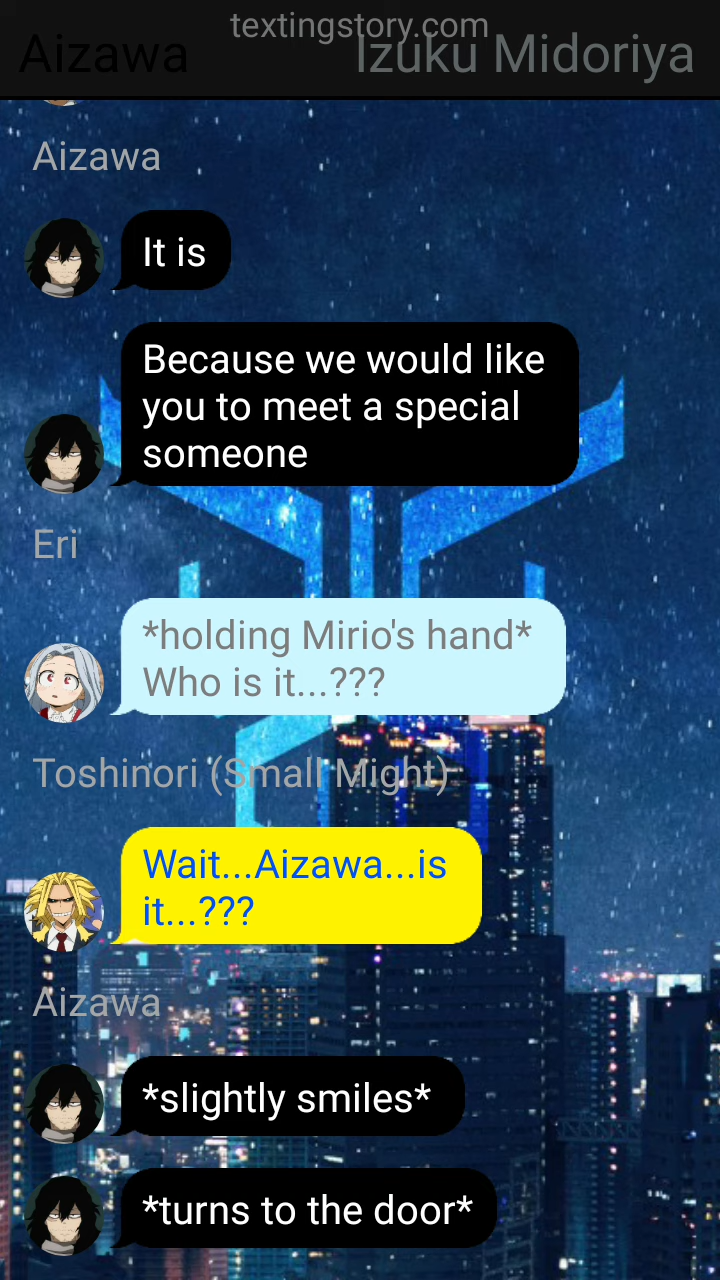 textingstory.com
Aizawa
Izuku Midoriya
Aizawa
It is
Because we would like
you to meet a special
someone
Eri
*holding Mirio's hand*
Who is it...???
Toshinori (Small Might)
Wait...Aizawa...is
it...???
Aizawa
*slightly smiles*
*turns to the door*